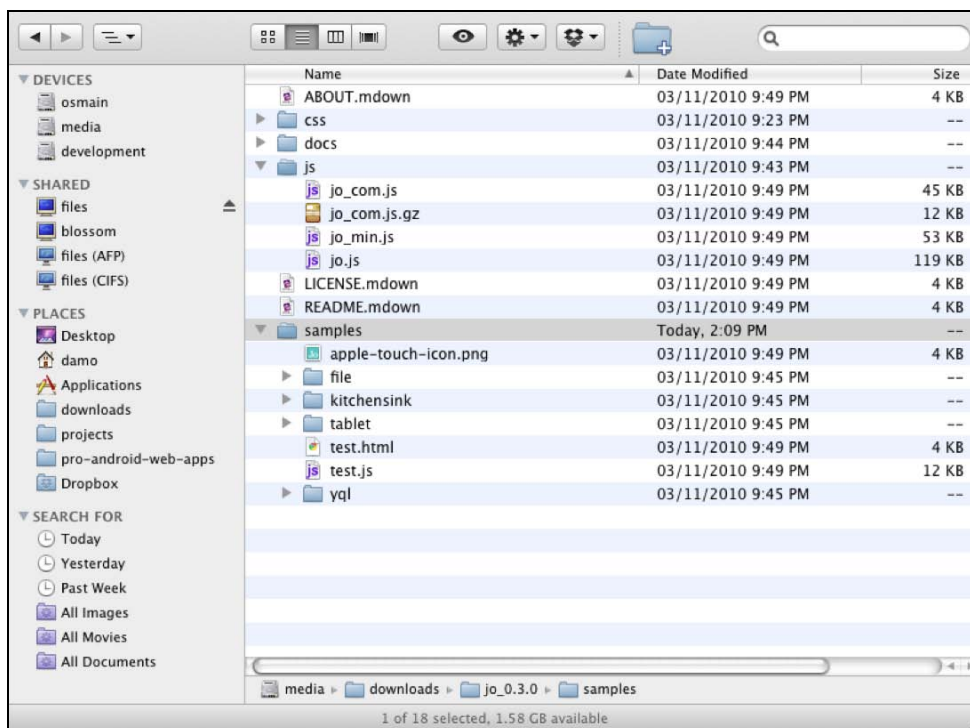 DEVICES
osmain
media
development
SHARED
files
blossom
files (AFP)
files (CIFS)
PLACES
Desktop
damo
Applications
downloads
projects
pro-android-web-apps
Dropbox
SEARCH FOR
Today
Yesterday
Past Week
All Images
All Movies
All Documents
Name Date Modified Size
ABOUT.mdown 03/11/2010 9:49 PM 4 KB
css 03/11/2010 9:23 PM --
docs 03/11/2010 9:44 PM --
js 03/11/2010 9:43 PM --
js jo_com.js 03/11/2010 9:49 PM 45 KB
jo_com.js.gz 03/11/2010 9:49 PM 12 KB
js jo_min.js 03/11/2010 9:49 PM 53 KB
js jo.js 03/11/2010 9:49 PM 119 KB
LICENSE.mdown 03/11/2010 9:49 PM 4 KB
README.mdown 03/11/2010 9:49 PM 4 KB
samples Today, 2:09 PM --
apple-touch-icon.png 03/11/2010 9:49 PM 4 KB
file 03/11/2010 9:45 PM --
kitchensink 03/11/2010 9:45 PM --
tablet 03/11/2010 9:45 PM --
test.html 03/11/2010 9:49 PM 4 KB
js test.js 03/11/2010 9:49 PM 12 KB
yql 03/11/2010 9:45 PM --
media downloads jo_0.3.0 samples
1 of 18 selected, 1.58 GB available